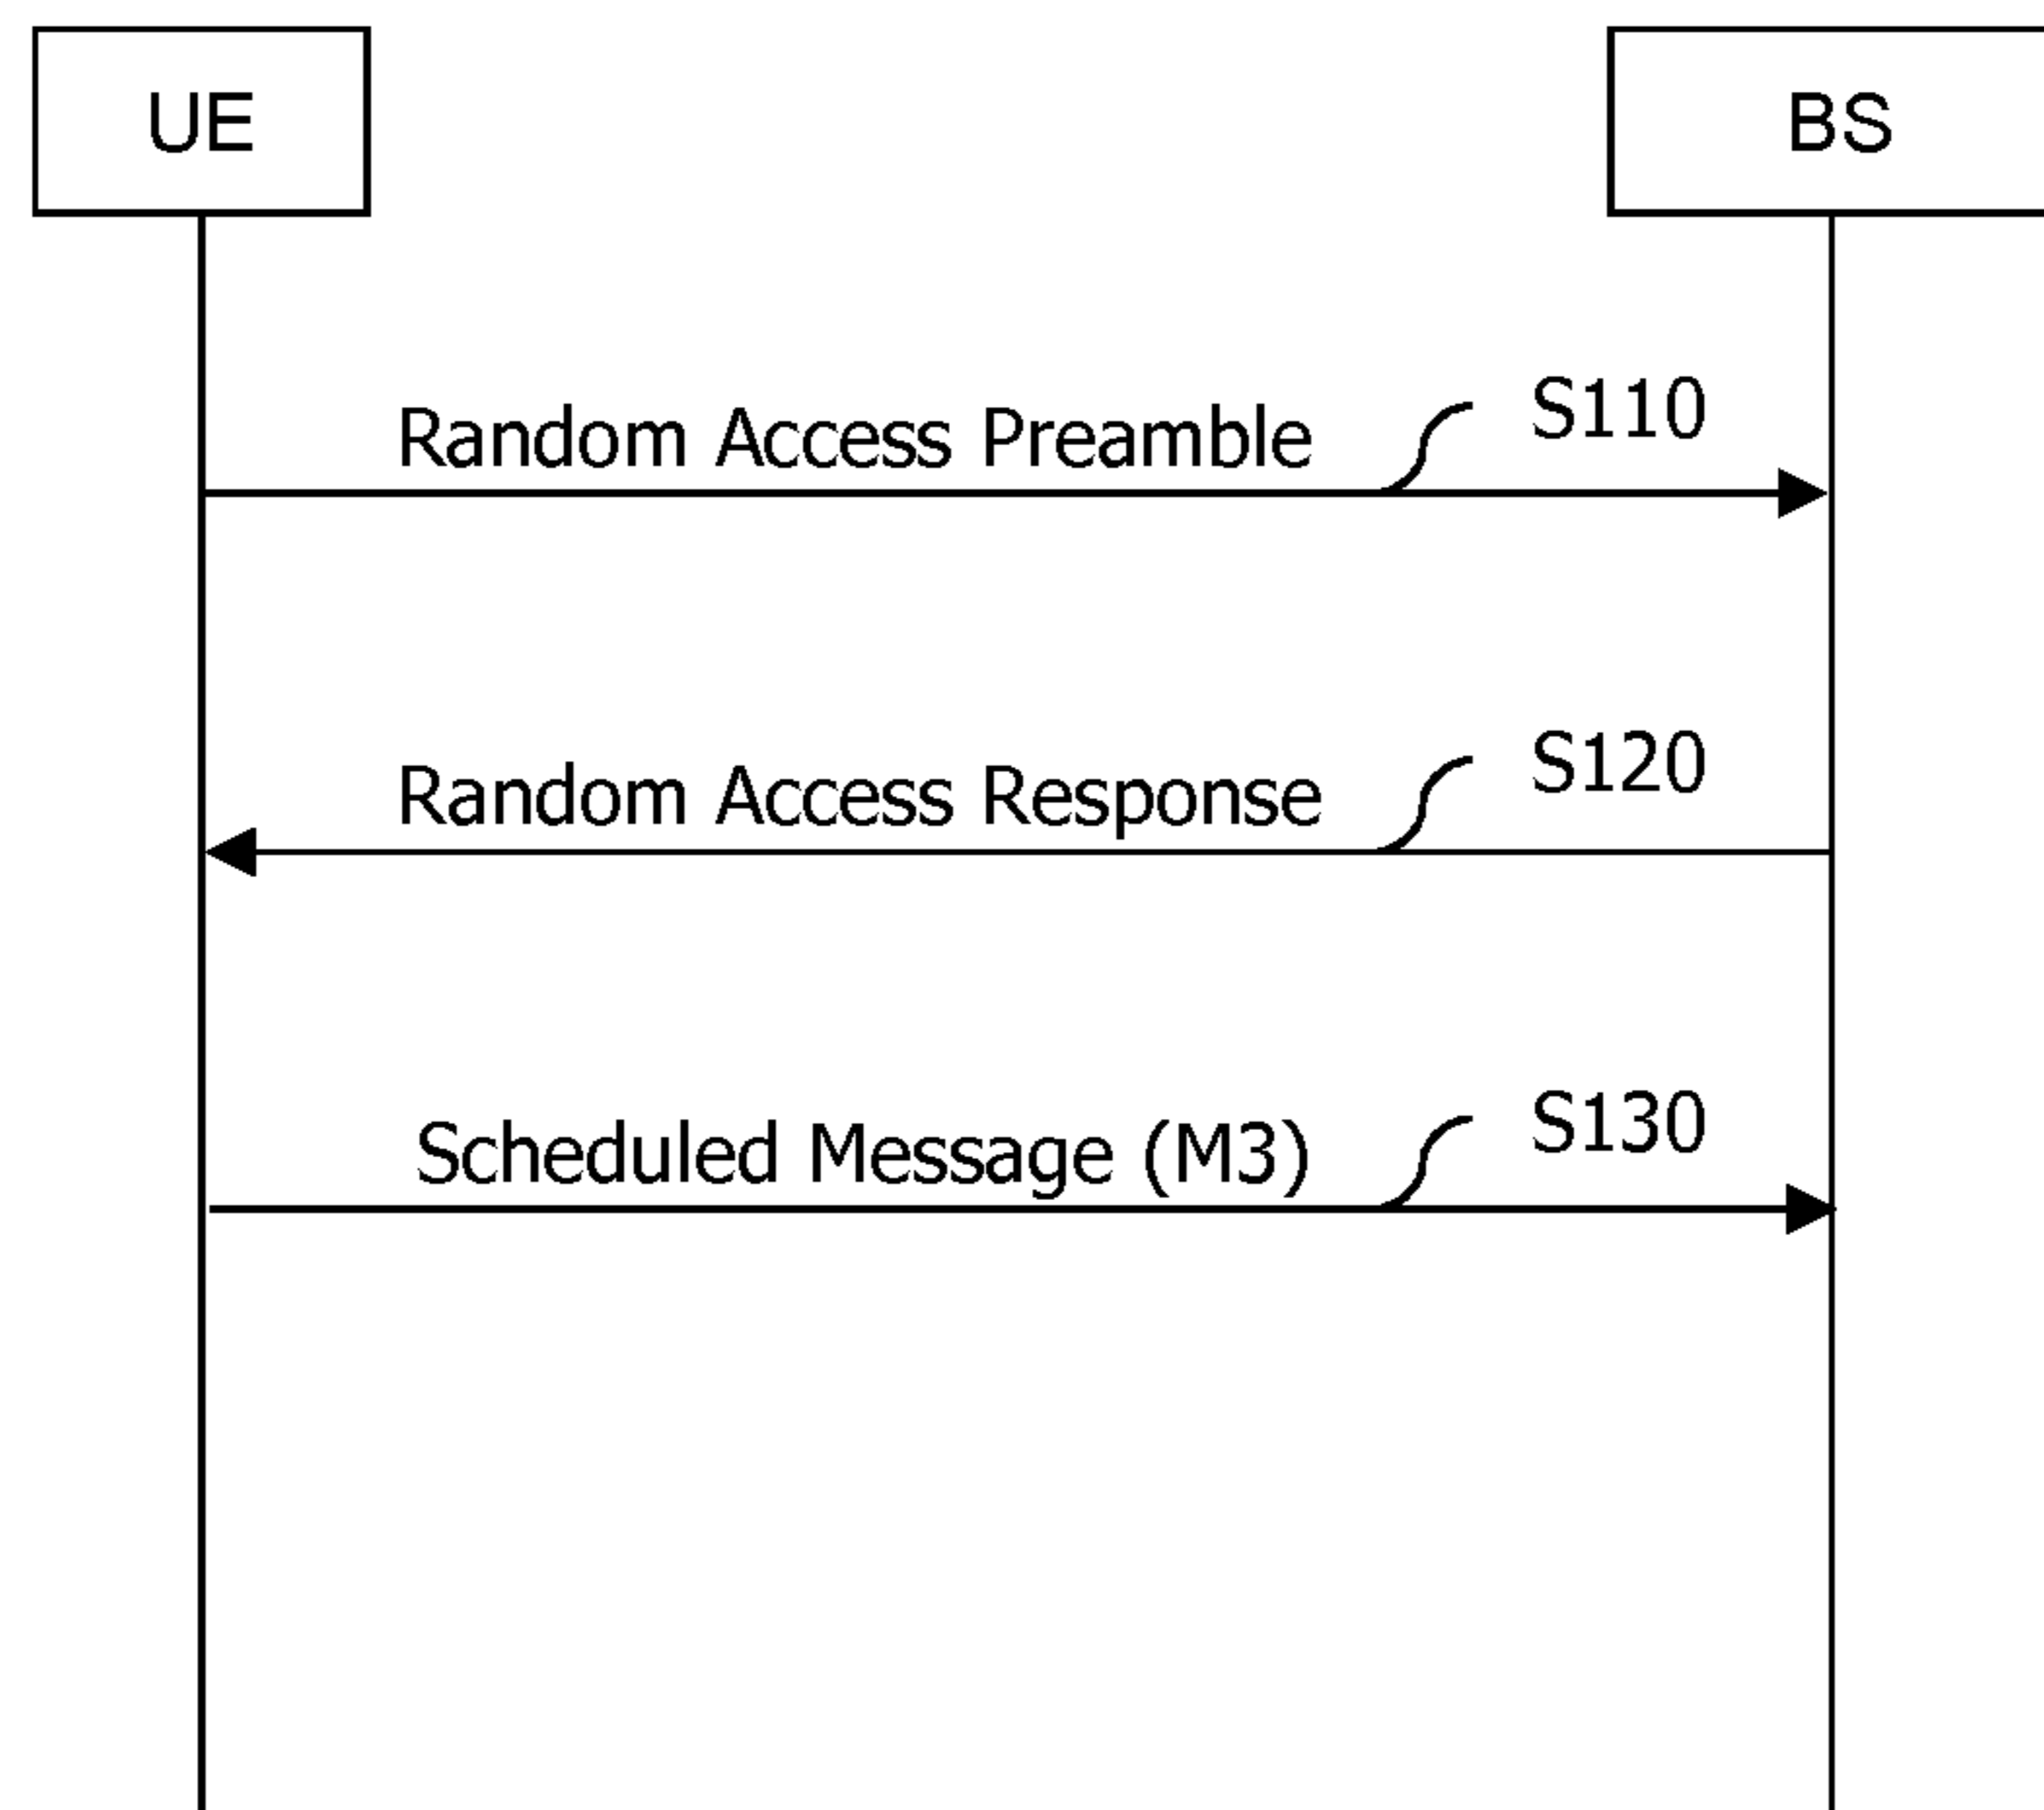 UE
BS
Random Access Preamble
S110
Random Access Response
S120
Scheduled Message (M3)
S130